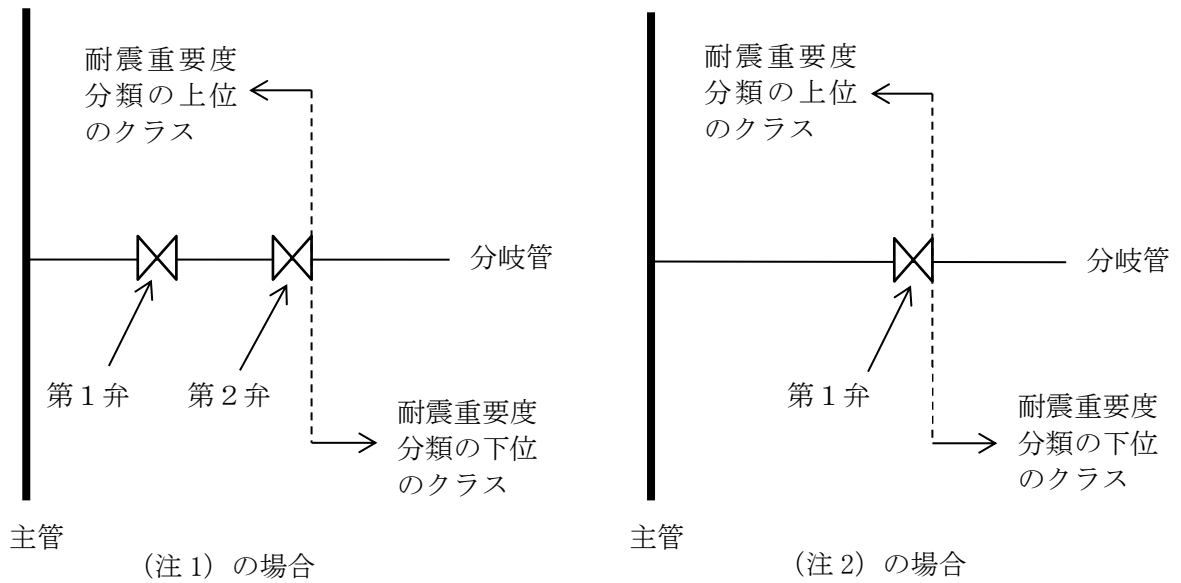 耐震重要度
分類の上位
のクラス
分岐管
第１弁
第２弁
耐震重要度
分類の下位
のクラス
主管
（注 1）の場合
耐震重要度
分類の上位
のクラス
分岐管
第１弁
耐震重要度
分類の下位
のクラス
主管
（注 2）の場合